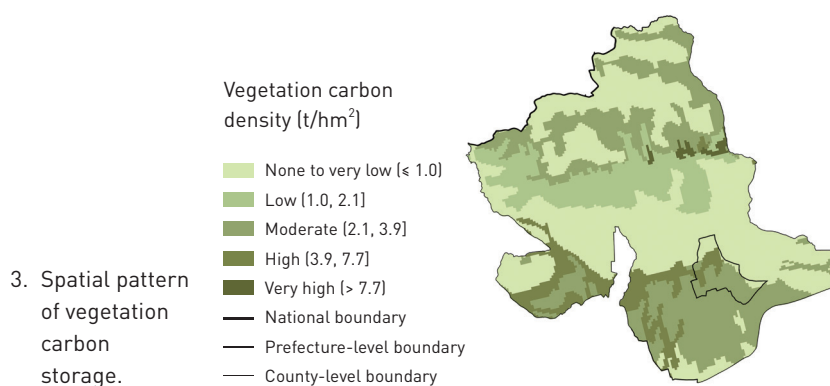 Vegetation carbon
density (t/hm²)
None to very low (≤ 1.0)
Low (1.0, 2.1]
Moderate (2.1, 3.9]
High (3.9, 7.7]
Very high (> 7.7)
National boundary
Prefecture-level boundary
County-level boundary
3. Spatial pattern
of vegetation
carbon
storage.